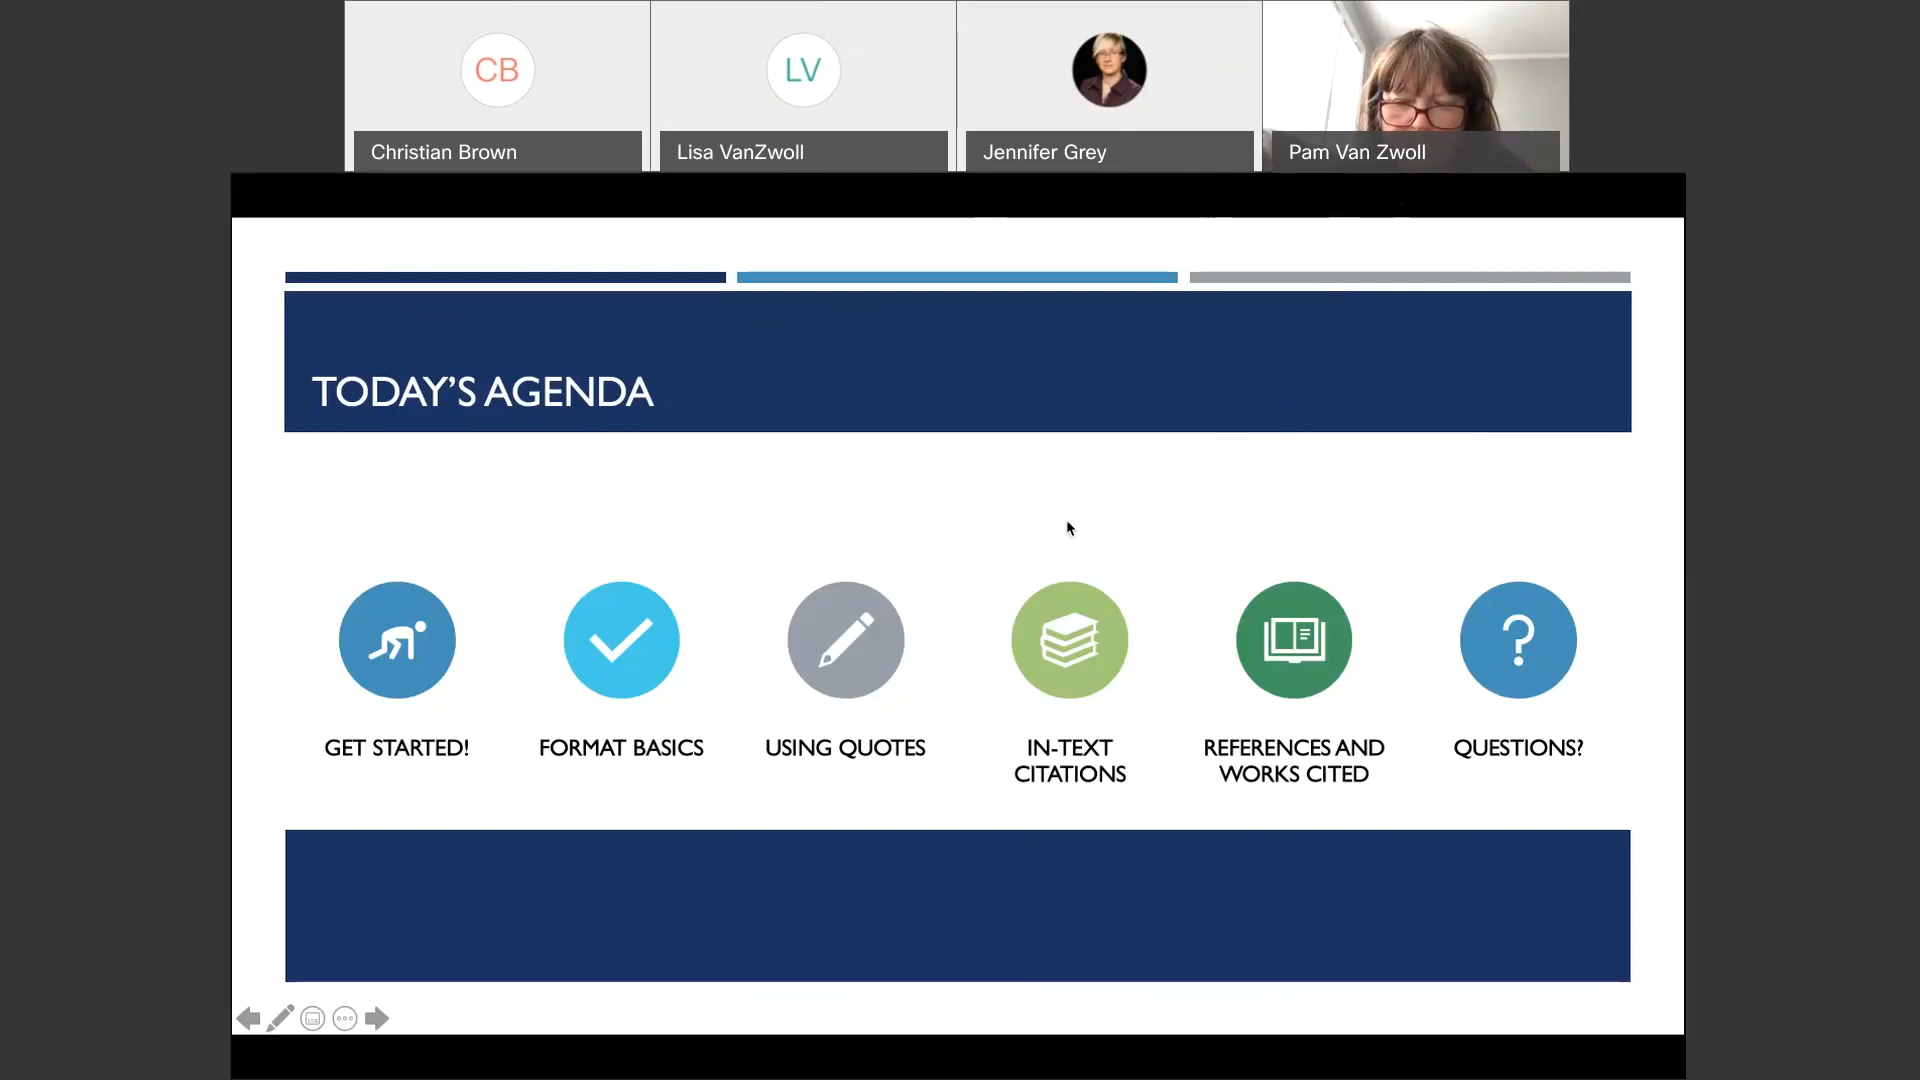 CB
LV
Christian Brown
Lisa VanZwoll
Jennifer Grey
Pam Van Zwoll
TODAY’S AGENDA
GET STARTED!
FORMAT BASICS
USING QUOTES
IN-TEXT
CITATIONS
REFERENCES AND
WORKS CITED
QUESTIONS?